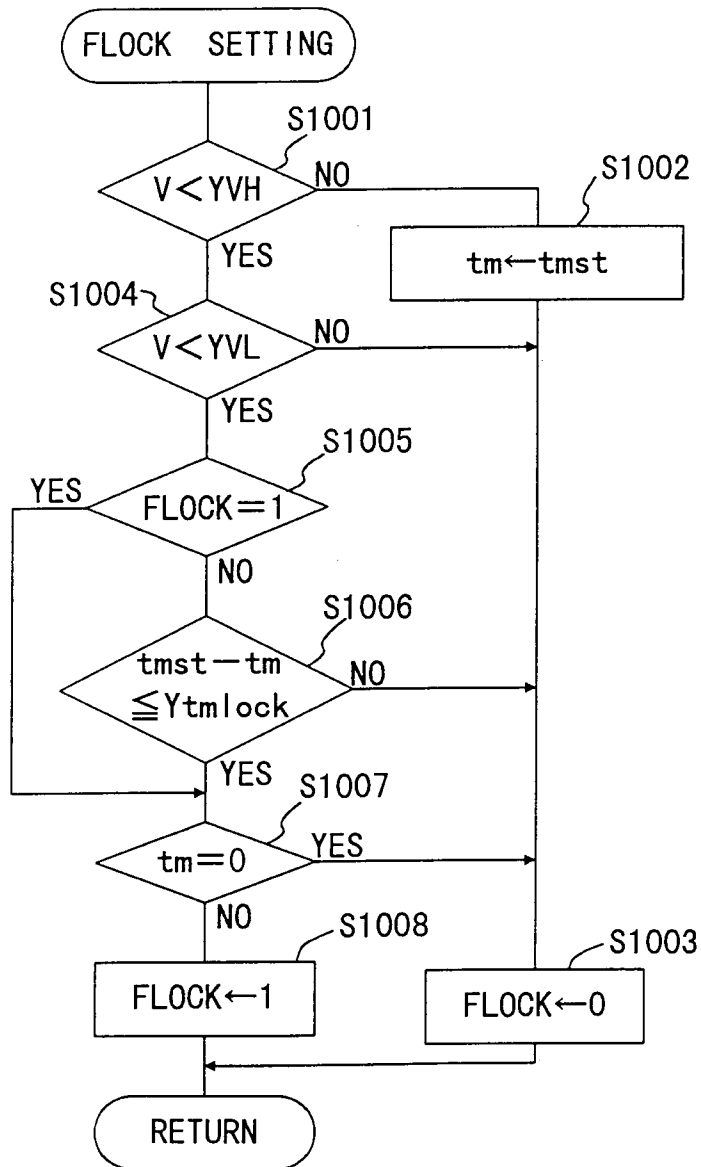 FLOCK SETTING
S1001
V<YVH
NO
YES
S1002
tm←tmst
S1004
V<YVL
NO
YES
S1005
YES
FLOCK=1
NO
S1006
tmst-tm
≦Ytmlock
NO
YES
S1007
tm=0
YES
NO
S1008
FLOCK←1
S1003
FLOCK←0
RETURN